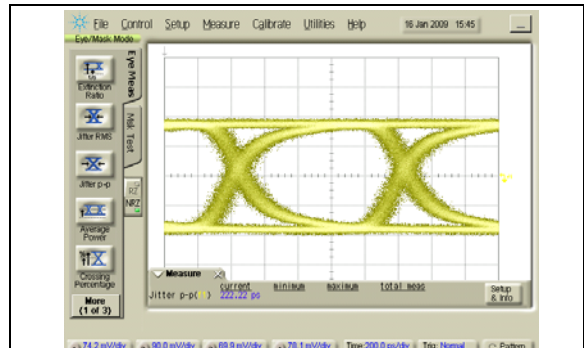 File Control Setup Measure Calibrate Utilities Help 16 Jan 2009 15:45
Eye/Mask Mode
Extinction
Ratio
Jitter RMS
Jitter p-p
Average
Power
Crossing
Percentage
More
(1 of 3)
Eye Meas
Mask Test
RZ
NRZ
Measure
current minimum maximum total meas
Jitter p-p( ) 222.22 ps
Setup
& Info
74.2 mV/div 90.0 mV/div 69.9 mV/div 70.1 mV/div Time:200.0 ps/div Trig: Normal Pattern